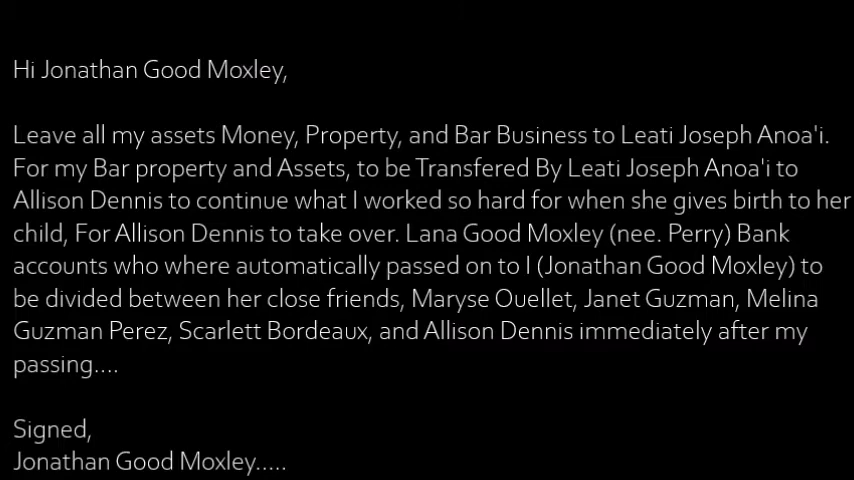 Hi Jonathan Good Moxley,
Leave all my assets Money, Property, and Bar Business to Leati Joseph Anoa'i.
For my Bar property and Assets, to be Transfered By Leati Joseph Anoa'i to
Allison Dennis to continue what I worked so hard for when she gives birth to her
child, For Allison Dennis to take over. Lana Good Moxley (nee. Perry) Bank
accounts who where automatically passed on to I (Jonathan Good Moxley) to
be divided between her close friends, Maryse Ouellet, Janet Guzman, Melina
Guzman Perez, Scarlett Bordeaux, and Allison Dennis immediately after my
passing....
Signed,
Jonathan Good Moxley.....